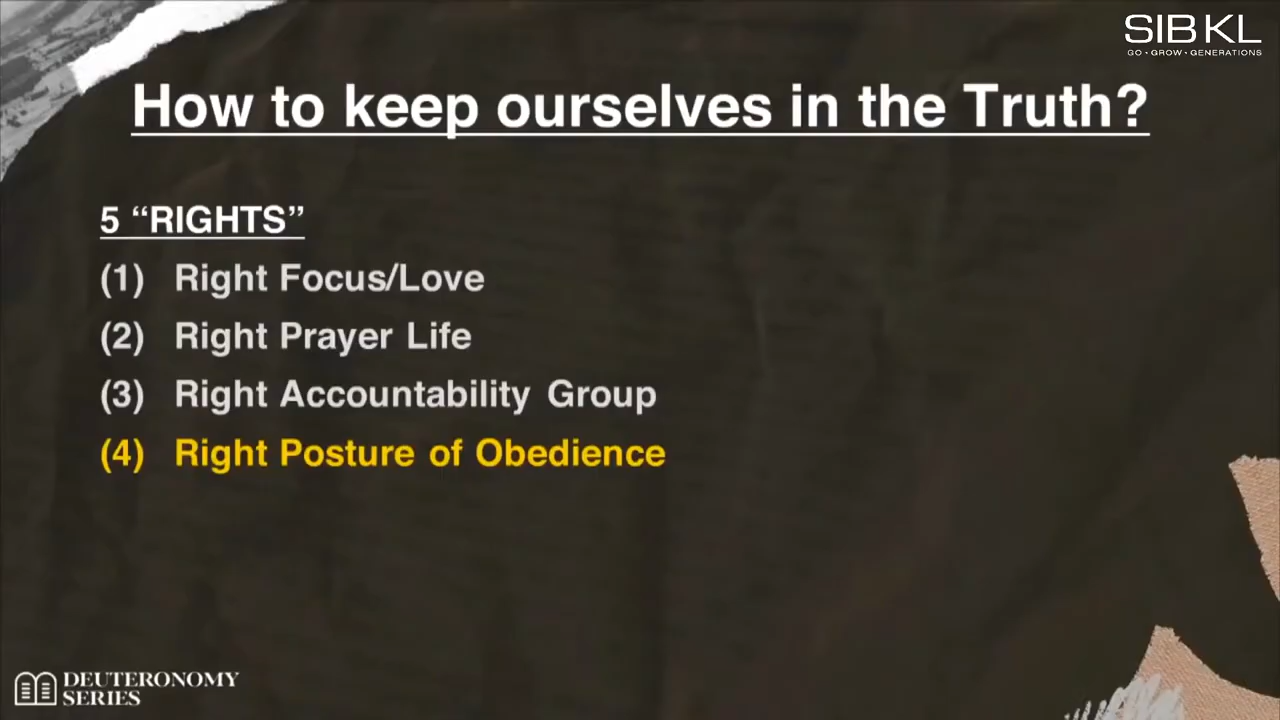 SIBKL
GO • GROW • GENERATIONS
How to keep ourselves in the Truth?
5 “RIGHTS”
(1) Right Focus/Love
(2) Right Prayer Life
(3) Right Accountability Group
(4) Right Posture of Obedience
DEUTERONOMY
SERIES